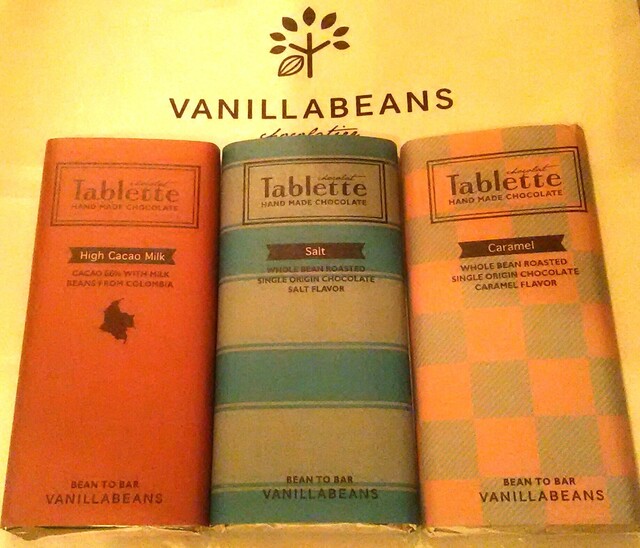 VANILLABEANS
chocolatier
chocolat
Tablette
HAND MADE CHOCOLATE
High Cacao Milk
CACAO 60% WITH MILK
BEANS FROM COLOMBIA
BEAN TO BAR
VANILLABEANS
chocolat
Tablette
HAND MADE CHOCOLATE
Salt
WHOLE BEAN ROASTED
SINGLE ORIGIN CHOCOLATE
SALT FLAVOR
BEAN TO BAR
VANILLABEANS
chocolat
Tablette
HAND MADE CHOCOLATE
Caramel
WHOLE BEAN ROASTED
SINGLE ORIGIN CHOCOLATE
CARAMEL FLAVOR
BEAN TO BAR
VANILLABEANS